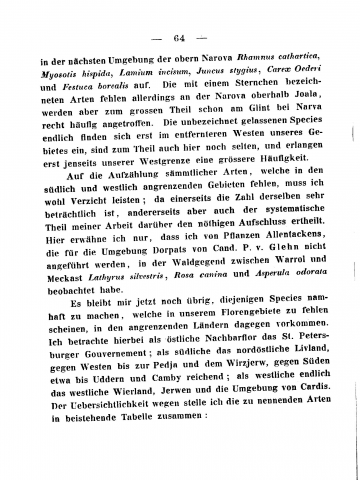 — 64 —
in der nächsten Umgebung der obern Narova Rhamnus cathartica,
Myosotis hispida, Lamium incisum, Juncus stygius, Carex Oederi
und Festuca borealis auf. Die mit einem Sternchen bezeich-
neten Arten fehlen allerdings an der Narova oberhalb Joala,
werden aber zum grossen Theil schon am Glint bei Narva
recht häufig angetroffen. Die unbezeichnet gelassenen Species
endlich finden sich erst im entfernteren Westen unseres Ge-
bietes ein, sind zum Theil auch hier noch selten, und erlangen
erst jenseits unserer Westgrenze eine grössere Häufigkeit.
Auf die Aufzählung sämmtlicher Arten, welche in den
südlich und westlich angrenzenden Gebieten fehlen, muss ich
wohl Verzicht leisten; da einerseits die Zahl derselben sehr
beträchtlich ist, andererseits aber auch der systematische
Theil meiner Arbeit darüber den nöthigen Aufschluss ertheilt.
Hier erwähne ich nur, dass ich von Pflanzen Allentackens,
die für die Umgebung Dorpats von Cand. P. v. Glehn nicht
angeführt werden, in der Waldgegend zwischen Warrol und
Meckast Lathyrus silvestris, Rosa canina und Asperula odorata
beobachtet habe.
Es bleibt mir jetzt noch übrig, diejenigen Species nam-
haft zu machen, welche in unserem Florengebiete zu fehlen
scheinen, in den angrenzenden Ländern dagegen vorkommen.
Ich betrachte hierbei als östliche Nachbarflor das St. Peters-
burger Gouvernement; als südliche das nordöstliche Livland,
gegen Westen bis zur Pedja und dem Wirzjerw, gegen Süden
etwa bis Uddern und Camby reichend; als westliche endlich
das westliche Wierland, Jerwen und die Umgebung von Cardis.
Der Uebersichtlichkeit wegen stelle ich die zu nennenden Arten
in beistehende Tabelle zusammen: